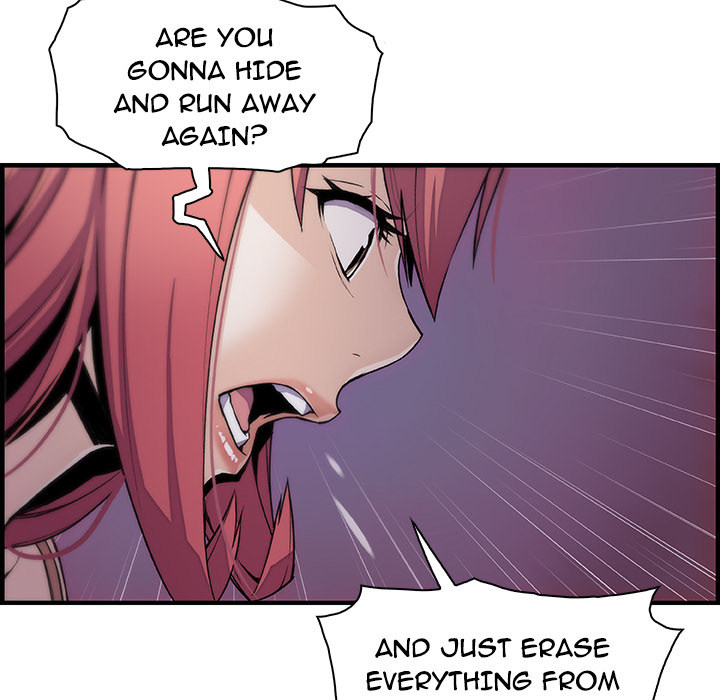 ARE YOU
GONNA HIDE
AND RUN AWAY
AGAIN?
AND JUST ERASE
EVERYTHING FROM